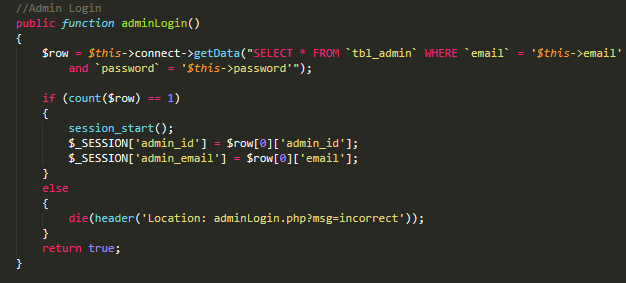 //Admin Login
public function adminLogin()
{
$row = $this->connect->getData("SELECT * FROM `tbl_admin` WHERE `email` = '$this->email'
and `password` = '$this->password'");
if (count($row) == 1)
{
session_start();
$_SESSION['admin_id'] = $row[0]['admin_id'];
$_SESSION['admin_email'] = $row[0]['email'];
}
else
{
die(header('Location: adminLogin.php?msg=incorrect'));
}
return true;
}